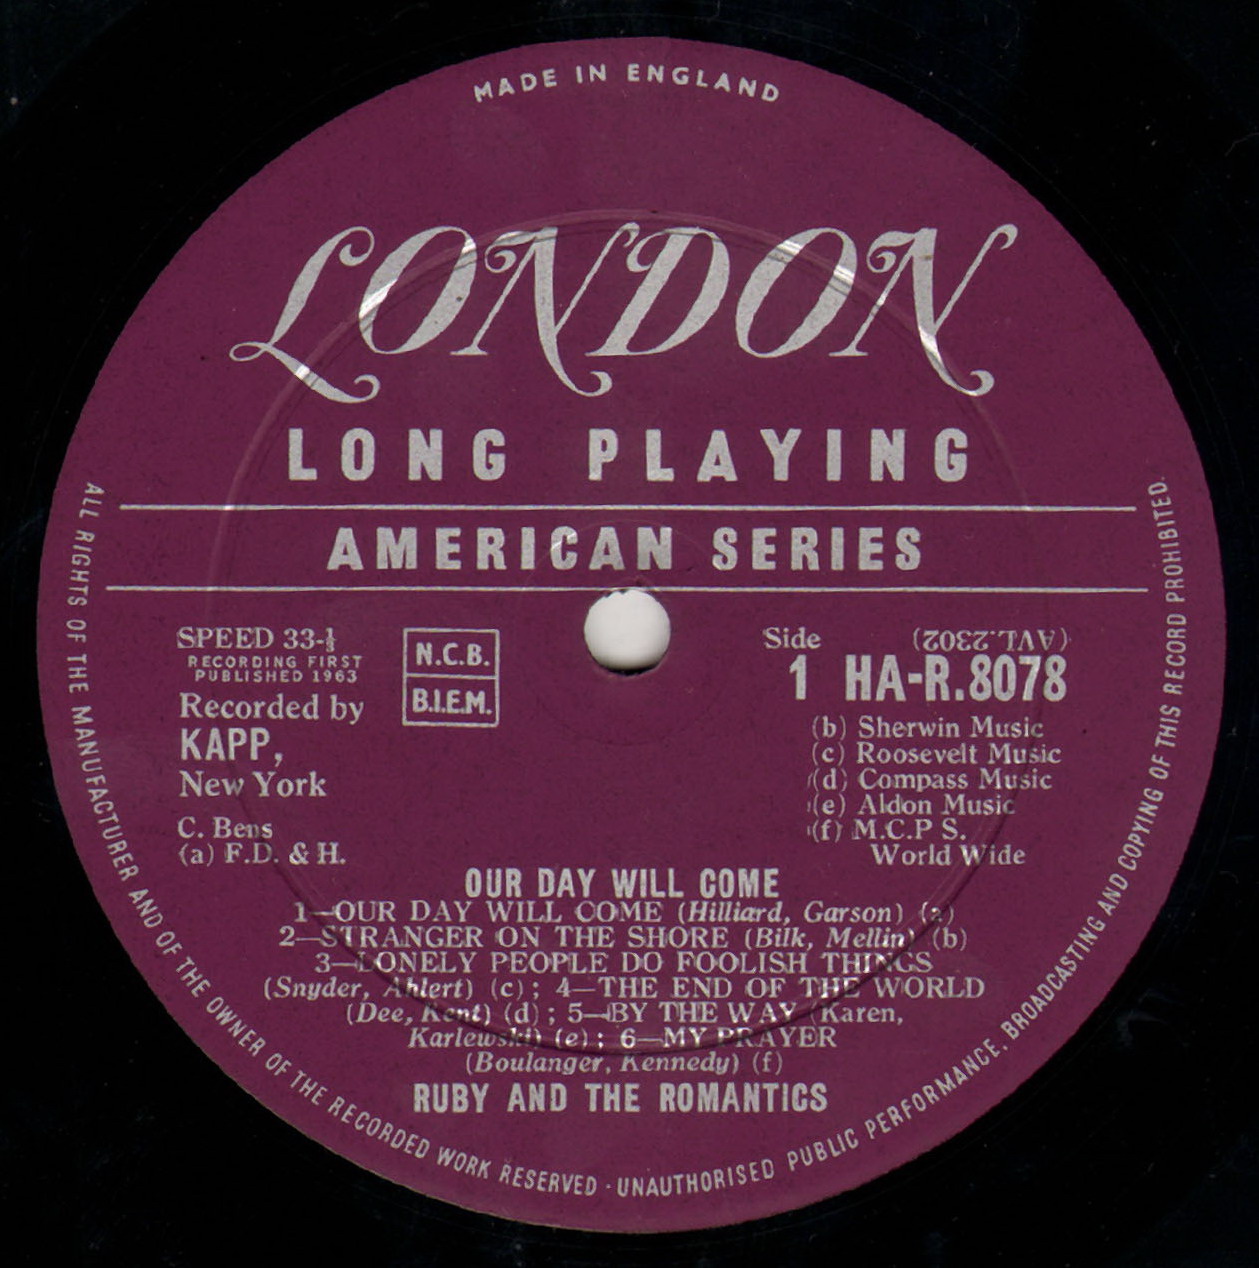 MADE IN ENGLAND
LONDON
LONG PLAYING
AMERICAN SERIES
SPEED 33-⅓
RECORDING FIRST
PUBLISHED 1963
Recorded by
KAPP,
New York
C. Bens
(a) F.D. & H.
N.C.B.
B.I.E.M.
Side
1
(AVL.2302)
HA-R.8078
(b) Sherwin Music
(c) Roosevelt Music
(d) Compass Music
(e) Aldon Music
(f) M.C.P S.
World Wide
OUR DAY WILL COME
1—OUR DAY WILL COME (Hilliard, Garson) (a)
2—STRANGER ON THE SHORE (Bilk, Mellin) (b)
3—LONELY PEOPLE DO FOOLISH THINGS
(Snyder, Ahlert) (c); 4—THE END OF THE WORLD
(Dee, Kent) (d); 5—BY THE WAY (Karen,
Karlewski) (e); 6—MY PRAYER
(Boulanger, Kennedy) (f)
RUBY AND THE ROMANTICS
ALL RIGHTS OF THE MANUFACTURER AND OF THE OWNER OF THE RECORDED WORK RESERVED · UNAUTHORISED PUBLIC PERFORMANCE, BROADCASTING AND COPYING OF THIS RECORD PROHIBITED.